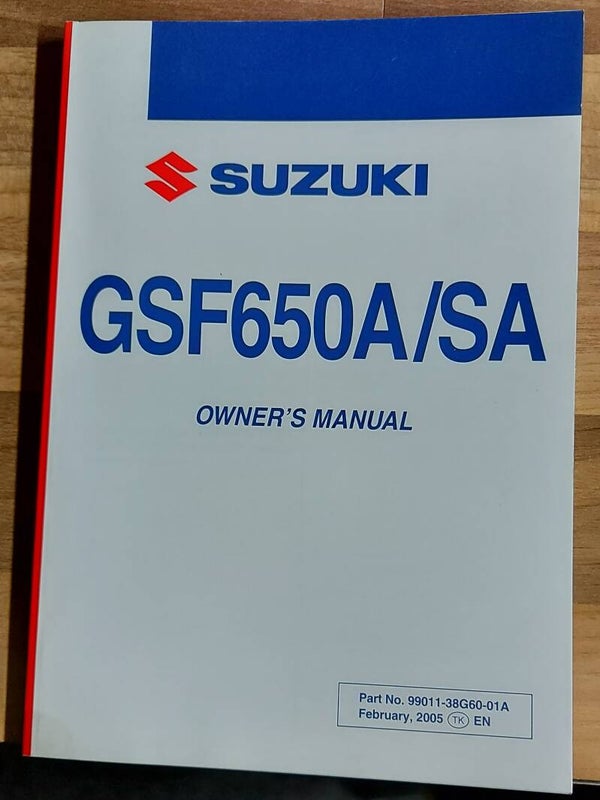 SUZUKI
GSF650A/SA
OWNER'S MANUAL
Part No. 99011-38G60-01A
February, 2005 TK EN